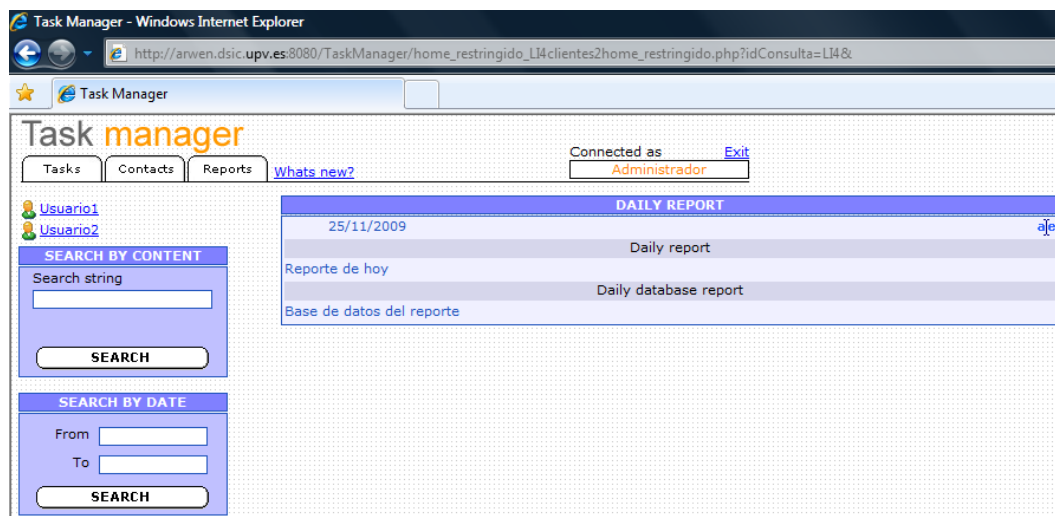 Task Manager - Windows Internet Explorer
http://arwen.dsic.upv.es:8080/TaskManager/home_restringido_LI4clientes2home_restringido.php?idConsulta=LI4&
Task Manager
Task manager
Connected as Exit
Tasks Contacts Reports Whats new?
Administrador
Usuario1
Usuario2
DAILY REPORT
25/11/2009
Daily report
Reporte de hoy
Daily database report
Base de datos del reporte
SEARCH BY CONTENT
Search string
SEARCH
SEARCH BY DATE
From
To
SEARCH